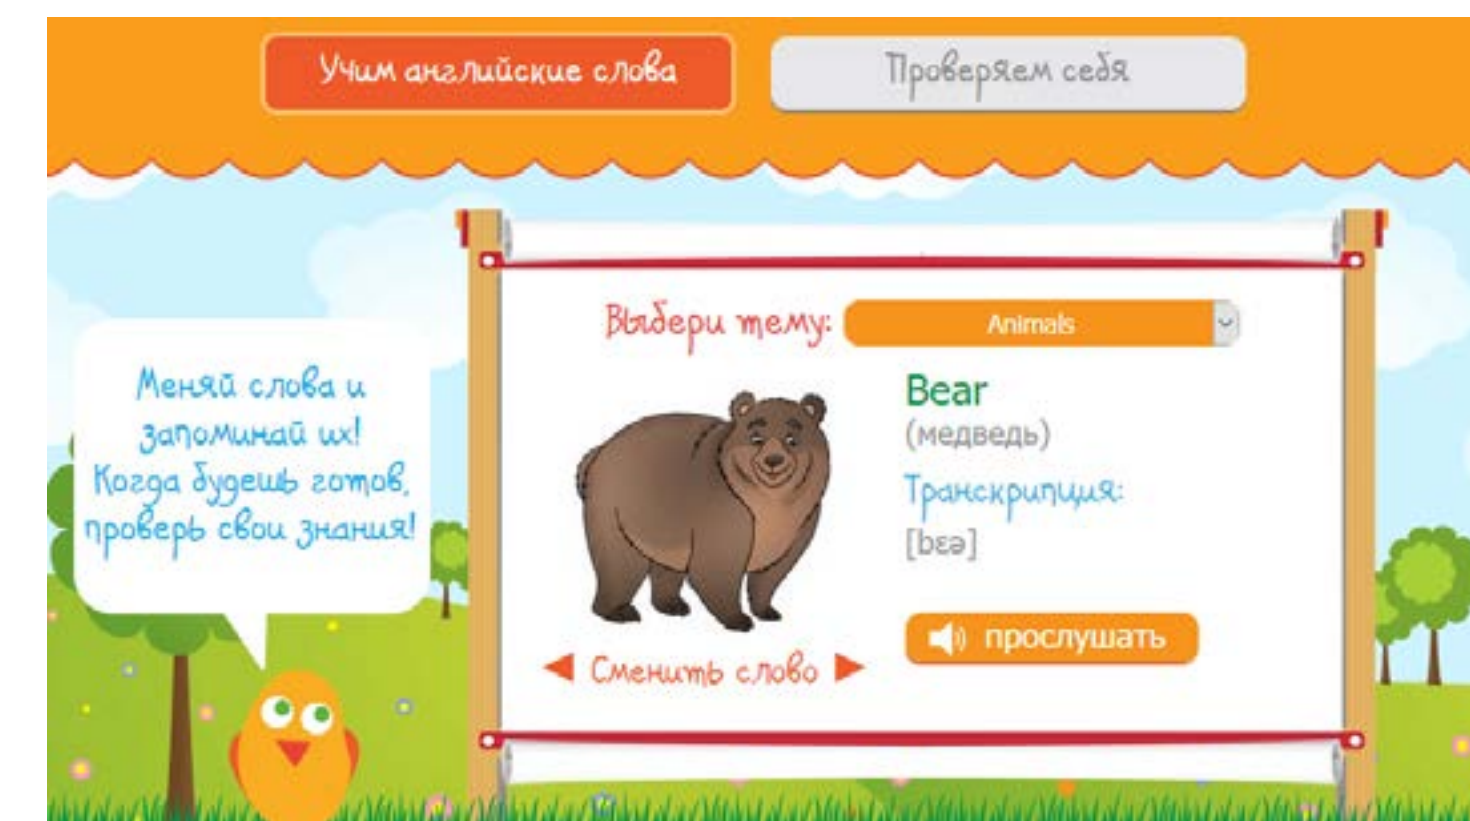 Учим английские слова
Проверяем себя
Выбери тему: Animals
Меняй слова и
запоминай их!
Когда будешь готов,
проверь свои знания!
Bear
(медведь)
Транскрипция:
[bɛə]
прослушать
Сменить слово